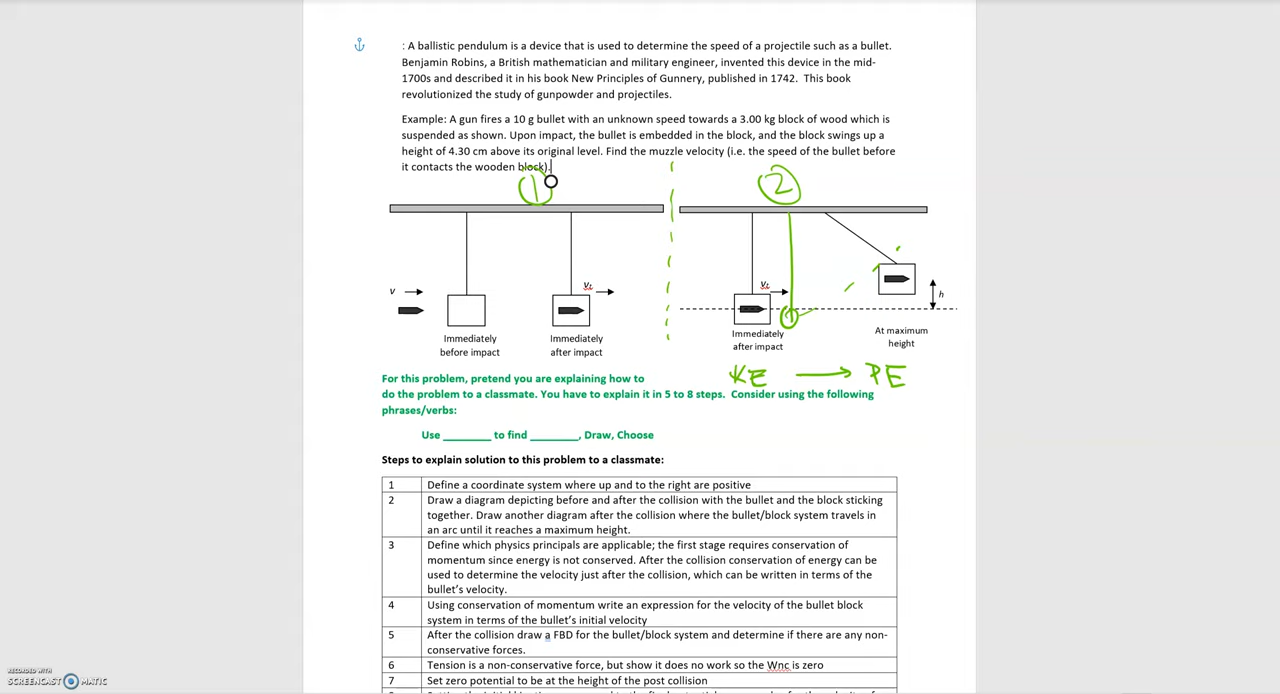 : A ballistic pendulum is a device that is used to determine the speed of a projectile such as a bullet.
Benjamin Robins, a British mathematician and military engineer, invented this device in the mid-
1700s and described it in his book New Principles of Gunnery, published in 1742.  This book
revolutionized the study of gunpowder and projectiles.
Example: A gun fires a 10 g bullet with an unknown speed towards a 3.00 kg block of wood which is
suspended as shown. Upon impact, the bullet is embedded in the block, and the block swings up a
height of 4.30 cm above its original level. Find the muzzle velocity (i.e. the speed of the bullet before
it contacts the wooden block).
1
2
v
Vt
Vt
h
Immediately
before impact
Immediately
after impact
Immediately
after impact
At maximum
height
KE → PE
For this problem, pretend you are explaining how to
do the problem to a classmate. You have to explain it in 5 to 8 steps.  Consider using the following
phrases/verbs:
Use ________ to find ________, Draw, Choose
Steps to explain solution to this problem to a classmate:
1 Define a coordinate system where up and to the right are positive
2 Draw a diagram depicting before and after the collision with the bullet and the block sticking
together. Draw another diagram after the collision where the bullet/block system travels in
an arc until it reaches a maximum height.
3 Define which physics principals are applicable; the first stage requires conservation of
momentum since energy is not conserved. After the collision conservation of energy can be
used to determine the velocity just after the collision, which can be written in terms of the
bullet's velocity.
4 Using conservation of momentum write an expression for the velocity of the bullet block
system in terms of the bullet's initial velocity
5 After the collision draw a FBD for the bullet/block system and determine if there are any non-
conservative forces.
6 Tension is a non-conservative force, but show it does no work so the Wnc is zero
7 Set zero potential to be at the height of the post collision
RECORDED WITH
SCREENCAST MATIC